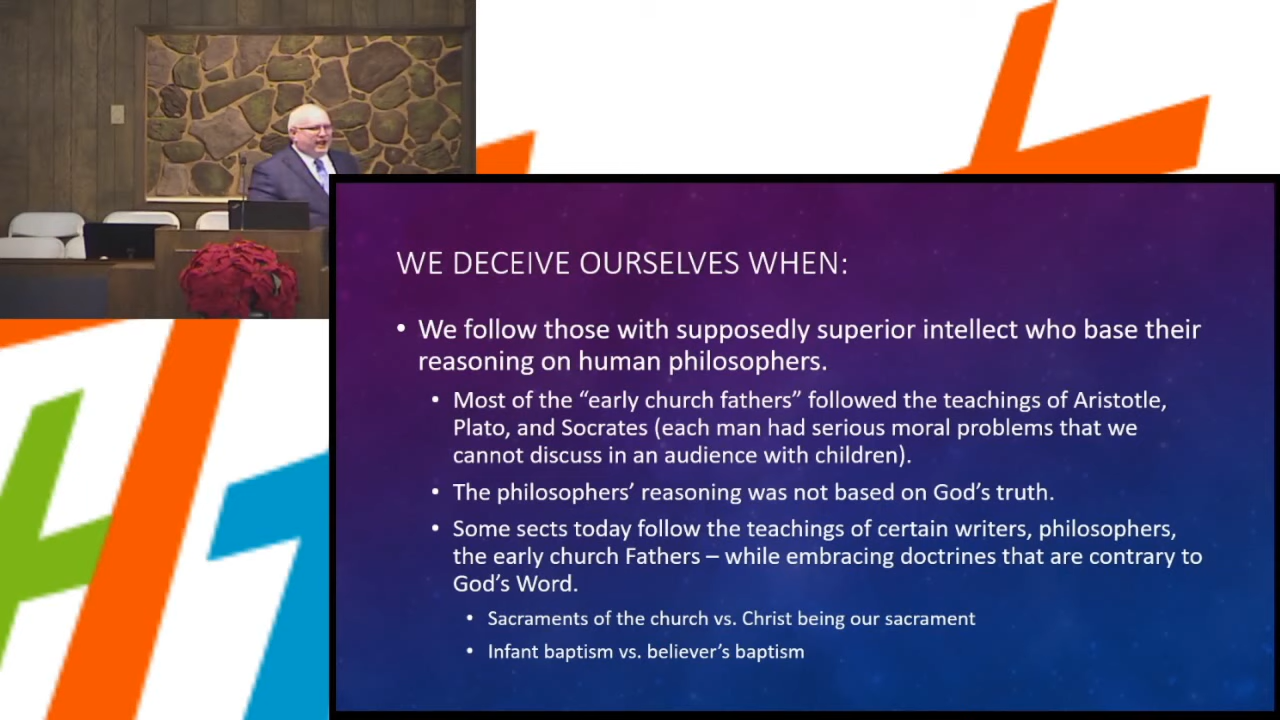 WE DECEIVE OURSELVES WHEN:
• We follow those with supposedly superior intellect who base their
reasoning on human philosophers.
• Most of the “early church fathers” followed the teachings of Aristotle,
Plato, and Socrates (each man had serious moral problems that we
cannot discuss in an audience with children).
• The philosophers’ reasoning was not based on God’s truth.
• Some sects today follow the teachings of certain writers, philosophers,
the early church Fathers – while embracing doctrines that are contrary to
God’s Word.
• Sacraments of the church vs. Christ being our sacrament
• Infant baptism vs. believer’s baptism